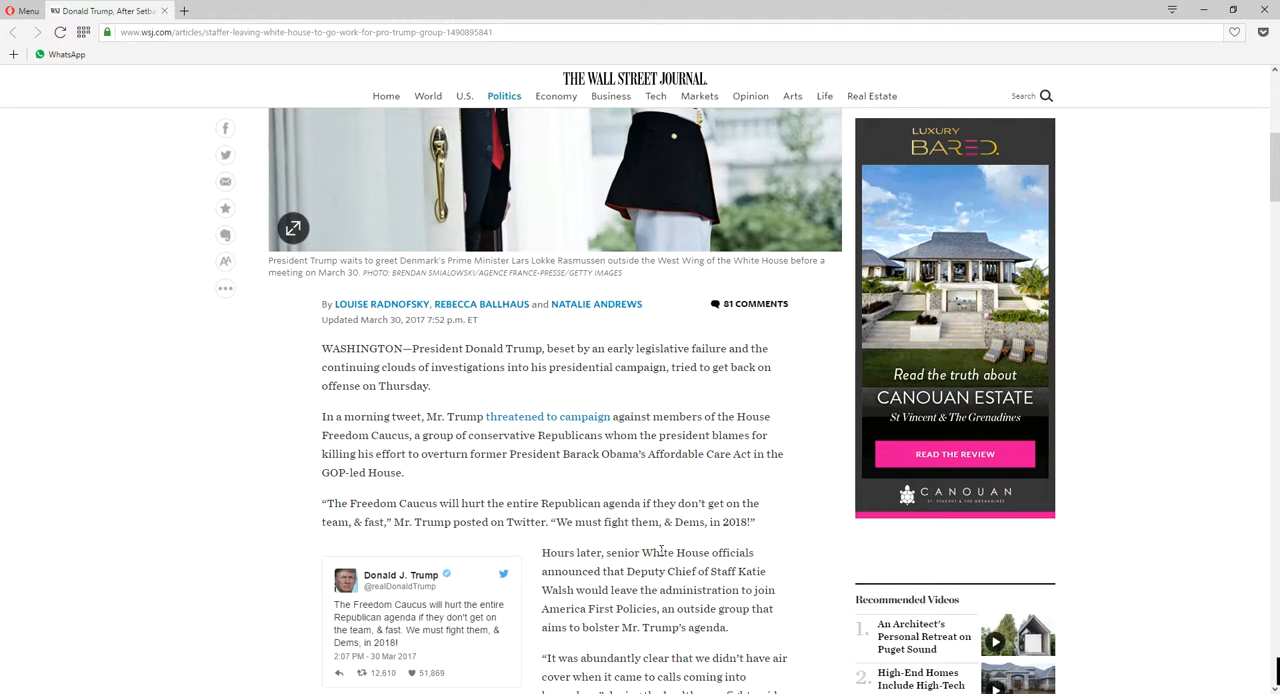 Menu
Donald Trump, After Setba
www.wsj.com/articles/staffer-leaving-white-house-to-go-work-for-pro-trump-group-1490895841
WhatsApp
THE WALL STREET JOURNAL.
Home World U.S. Politics Economy Business Tech Markets Opinion Arts Life Real Estate
Search
President Trump waits to greet Denmark's Prime Minister Lars Lokke Rasmussen outside the West Wing of the White House before a
meeting on March 30. PHOTO: BRENDAN SMIALOWSKI/AGENCE FRANCE-PRESSE/GETTY IMAGES
By LOUISE RADNOFSKY, REBECCA BALLHAUS and NATALIE ANDREWS
81 COMMENTS
Updated March 30, 2017 7:52 p.m. ET
WASHINGTON—President Donald Trump, beset by an early legislative failure and the
continuing clouds of investigations into his presidential campaign, tried to get back on
offense on Thursday.
In a morning tweet, Mr. Trump threatened to campaign against members of the House
Freedom Caucus, a group of conservative Republicans whom the president blames for
killing his effort to overturn former President Barack Obama's Affordable Care Act in the
GOP-led House.
“The Freedom Caucus will hurt the entire Republican agenda if they don't get on the
team, & fast,” Mr. Trump posted on Twitter. “We must fight them, & Dems, in 2018!”
Donald J. Trump
@realDonaldTrump
The Freedom Caucus will hurt the entire
Republican agenda if they don't get on
the team, & fast. We must fight them, &
Dems, in 2018!
2:07 PM - 30 Mar 2017
12,610 51,869
Hours later, senior White House officials
announced that Deputy Chief of Staff Katie
Walsh would leave the administration to join
America First Policies, an outside group that
aims to bolster Mr. Trump's agenda.
“It was abundantly clear that we didn't have air
cover when it came to calls coming into
LUXURY
BARED.
Read the truth about
CANOUAN ESTATE
St Vincent & The Grenadines
READ THE REVIEW
CANOUAN
Recommended Videos
1. An Architect's
Personal Retreat on
Puget Sound
2. High-End Homes
Include High-Tech